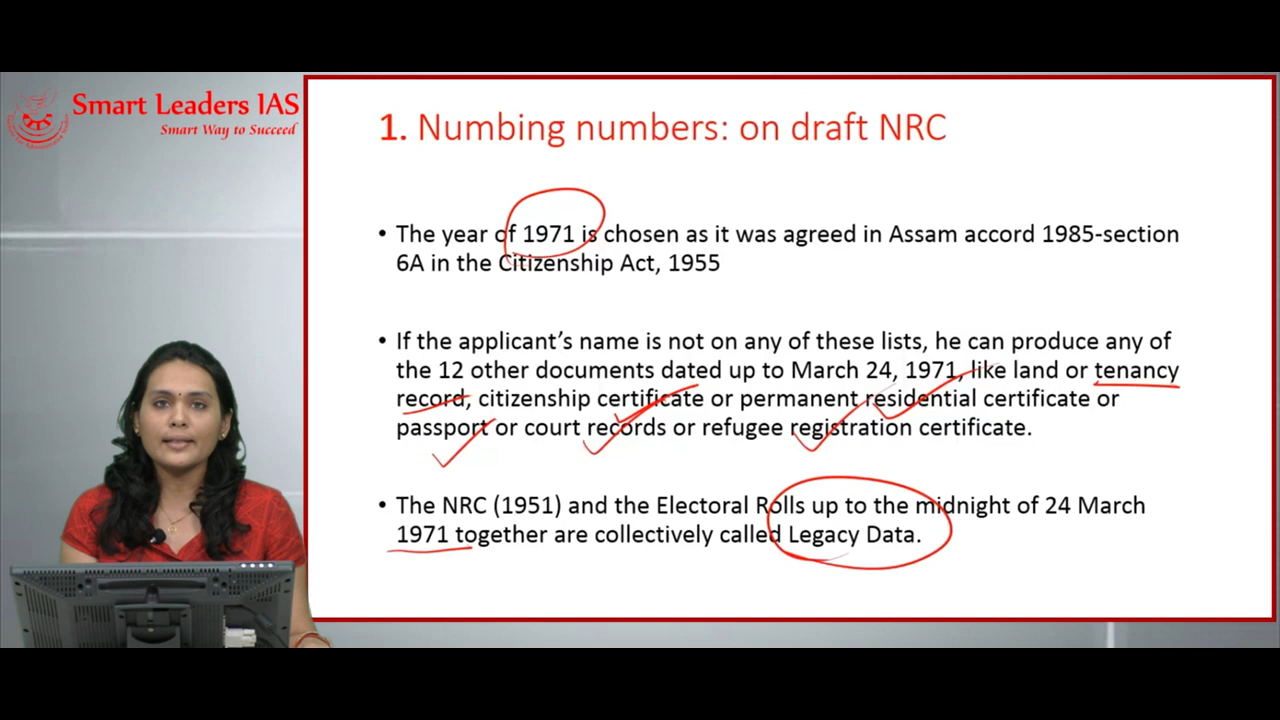 Smart Leaders IAS
Smart Way to Succeed
1. Numbing numbers: on draft NRC
• The year of 1971 is chosen as it was agreed in Assam accord 1985-section
6A in the Citizenship Act, 1955
• If the applicant’s name is not on any of these lists, he can produce any of
the 12 other documents dated up to March 24, 1971, like land or tenancy
record, citizenship certificate or permanent residential certificate or
passport or court records or refugee registration certificate.
• The NRC (1951) and the Electoral Rolls up to the midnight of 24 March
1971 together are collectively called Legacy Data.